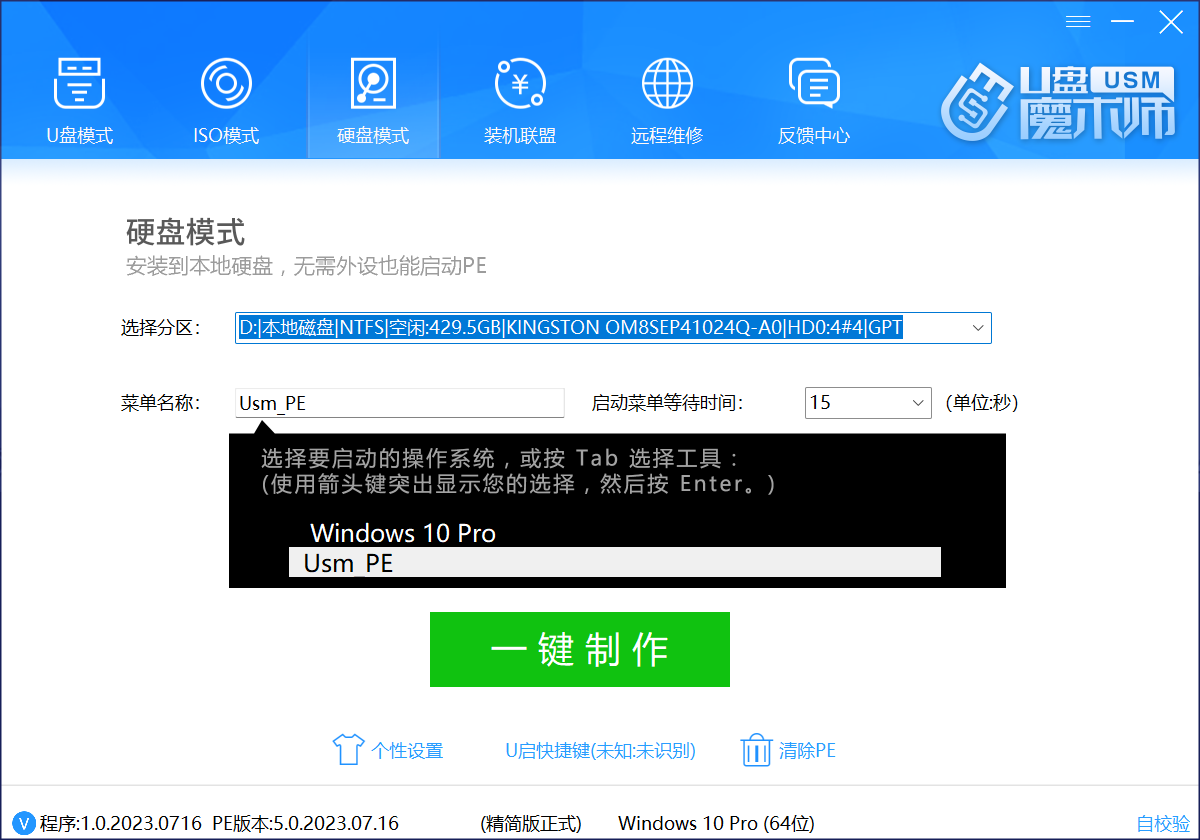 U盘模式
ISO模式
硬盘模式
装机联盟
远程维修
反馈中心
U盘 USM
魔术师
硬盘模式
安装到本地硬盘，无需外设也能启动PE
选择分区：
D:|本地磁盘|NTFS|空闲:429.5GB|KINGSTON OM8SEP41024Q-A0|HD0:4#4|GPT
菜单名称： Usm_PE 启动菜单等待时间： 15 (单位:秒)
选择要启动的操作系统，或按 Tab 选择工具：
(使用箭头键突出显示您的选择，然后按 Enter。)
Windows 10 Pro
Usm_PE
一键制作
个性设置
U启快捷键(未知:未识别)
清除PE
V 程序:1.0.2023.0716 PE版本:5.0.2023.07.16 (精简版正式) Windows 10 Pro (64位) 自校验